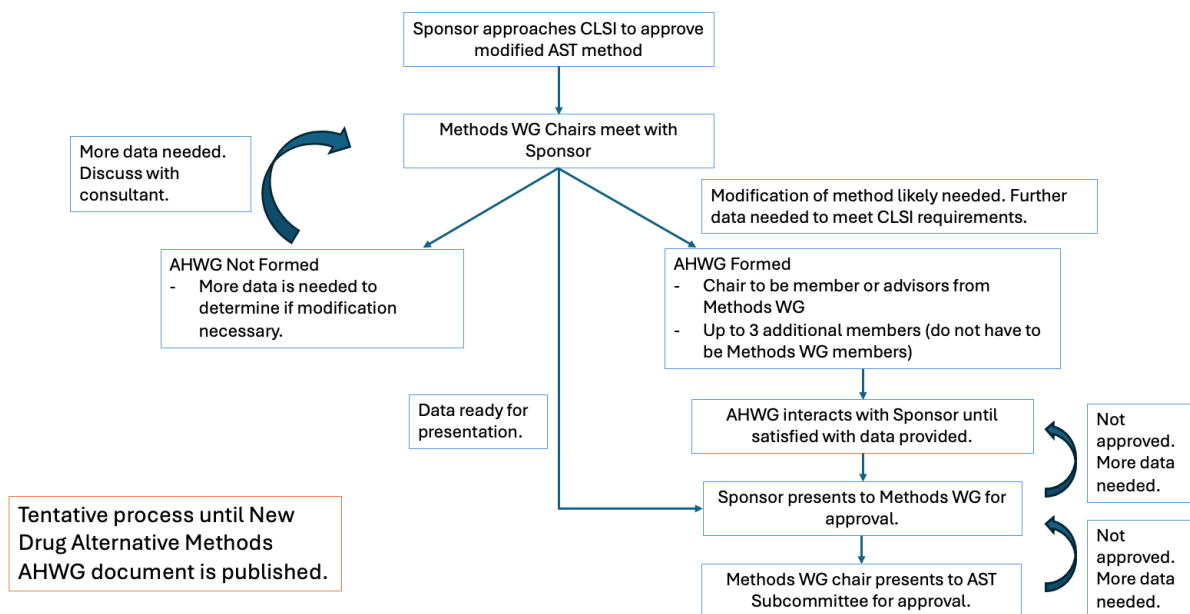 Sponsor approaches CLSI to approve
modified AST method
Methods WG Chairs meet with
Sponsor
More data needed.
Discuss with
consultant.
Modification of method likely needed. Further
data needed to meet CLSI requirements.
AHWG Not Formed
- More data is needed to
determine if modification
necessary.
AHWG Formed
- Chair to be member or advisors from
Methods WG
- Up to 3 additional members (do not have to
be Methods WG members)
Data ready for
presentation.
AHWG interacts with Sponsor until
satisfied with data provided.
Not
approved.
More data
needed.
Sponsor presents to Methods WG for
approval.
Not
approved.
More data
needed.
Methods WG chair presents to AST
Subcommittee for approval.
Tentative process until New
Drug Alternative Methods
AHWG document is published.